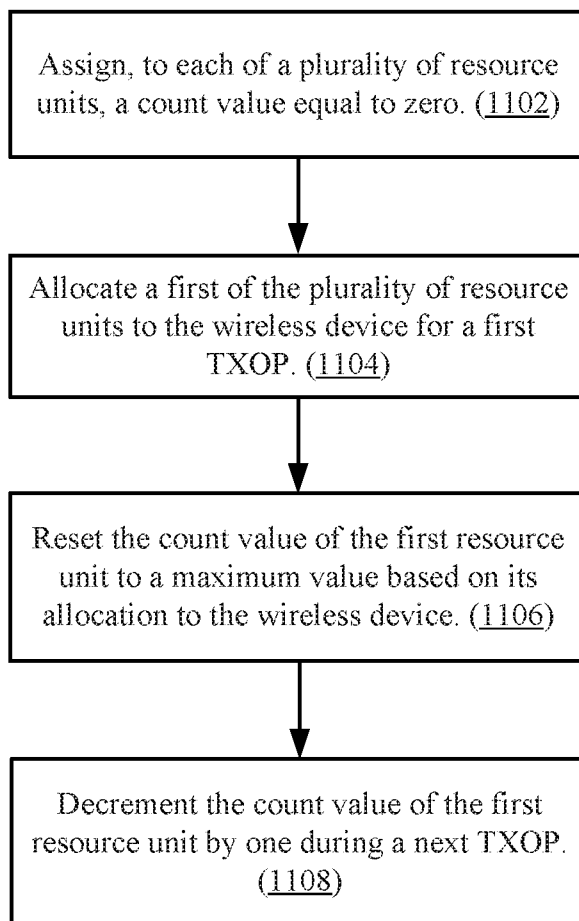 Assign, to each of a plurality of resource
units, a count value equal to zero. (1102)
Allocate a first of the plurality of resource
units to the wireless device for a first
TXOP. (1104)
Reset the count value of the first resource
unit to a maximum value based on its
allocation to the wireless device. (1106)
Decrement the count value of the first
resource unit by one during a next TXOP.
(1108)